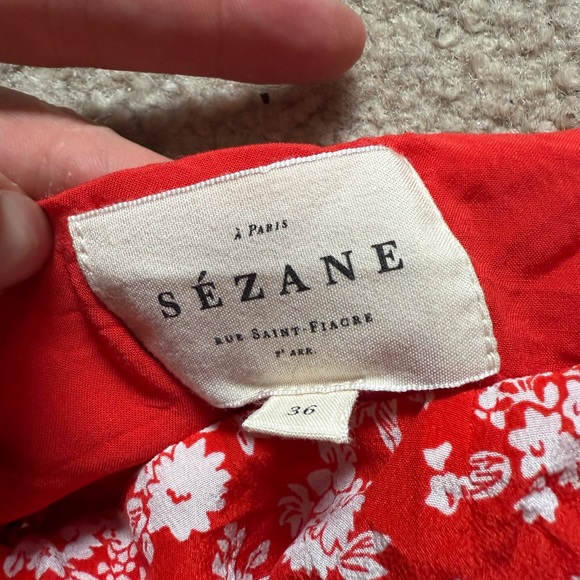 À PARIS
SÉZANE
RUE SAINT-FIACRE
2ᵉ ARR.
36